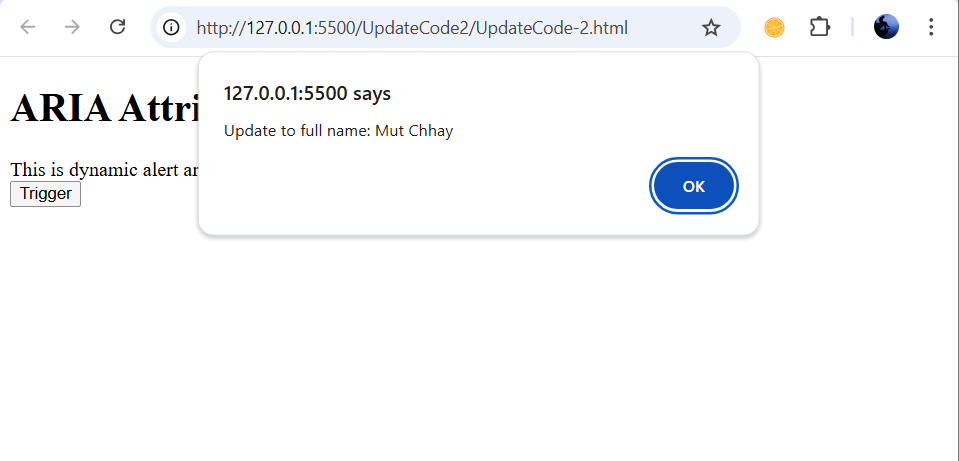 http://127.0.0.1:5500/UpdateCode2/UpdateCode-2.html
127.0.0.1:5500 says
Update to full name: Mut Chhay
OK
ARIA Attri
This is dynamic alert ar
Trigger